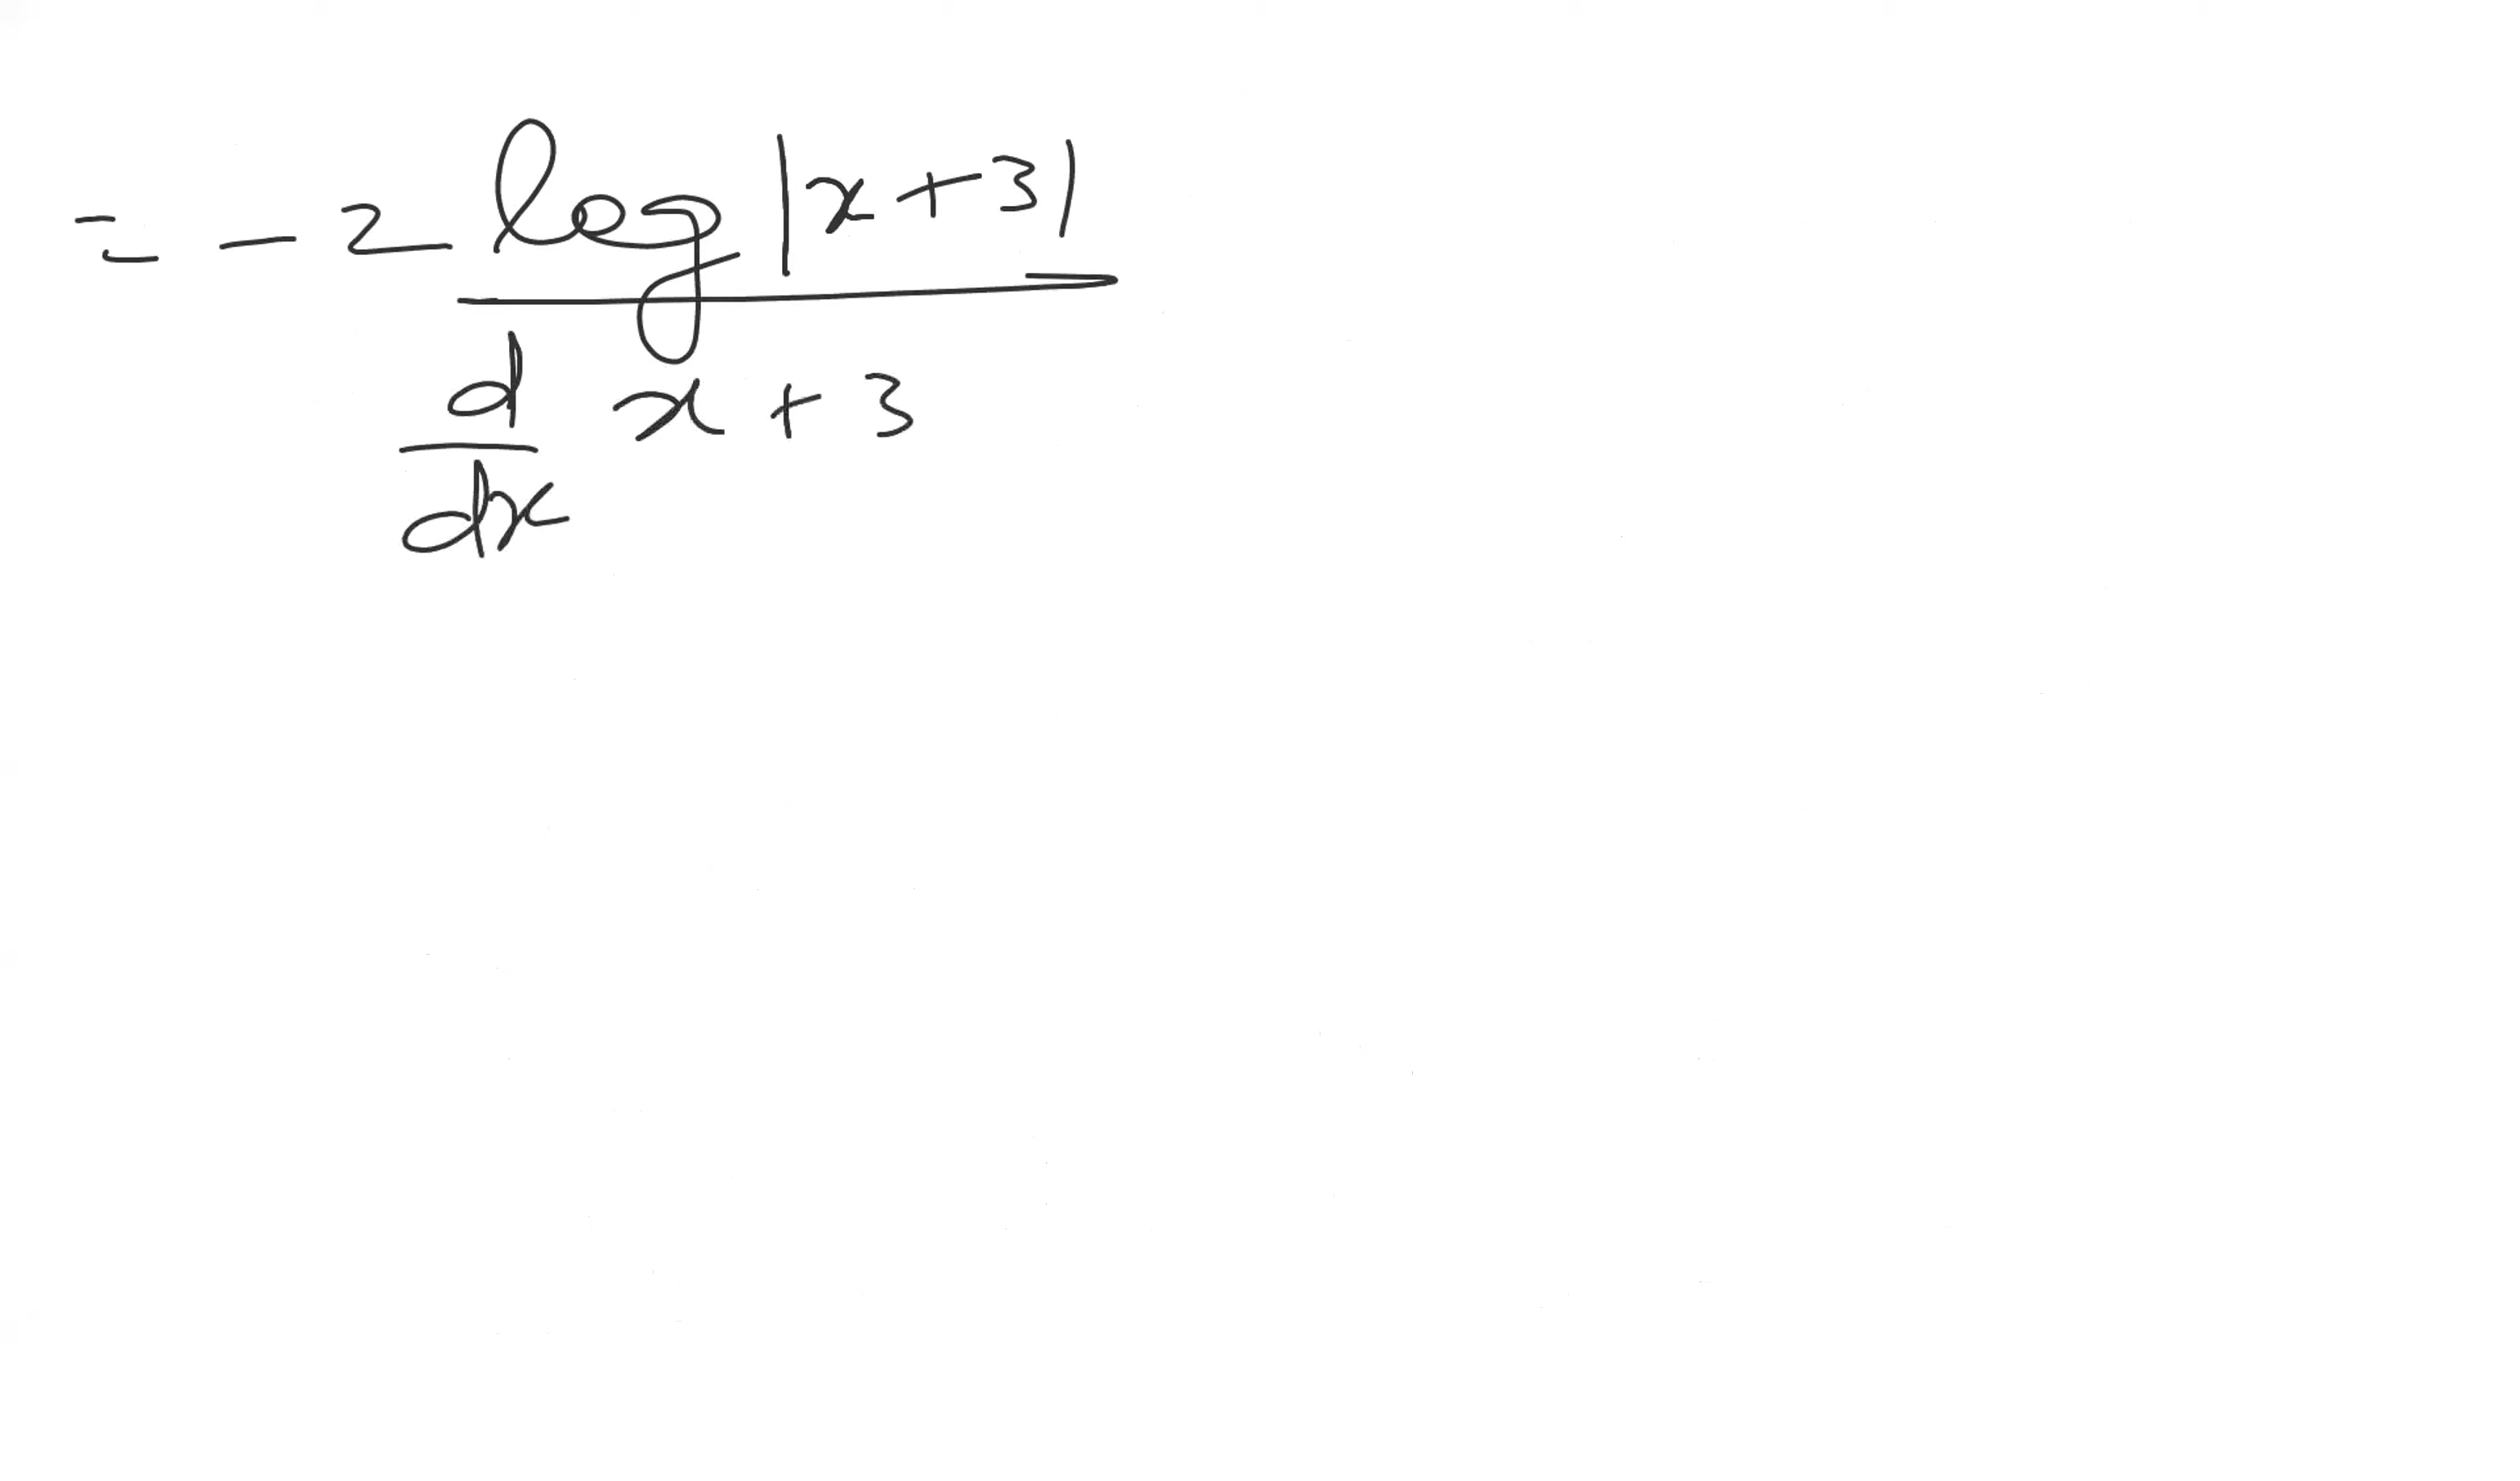 = -2 log |x+3|
d/dx x + 3